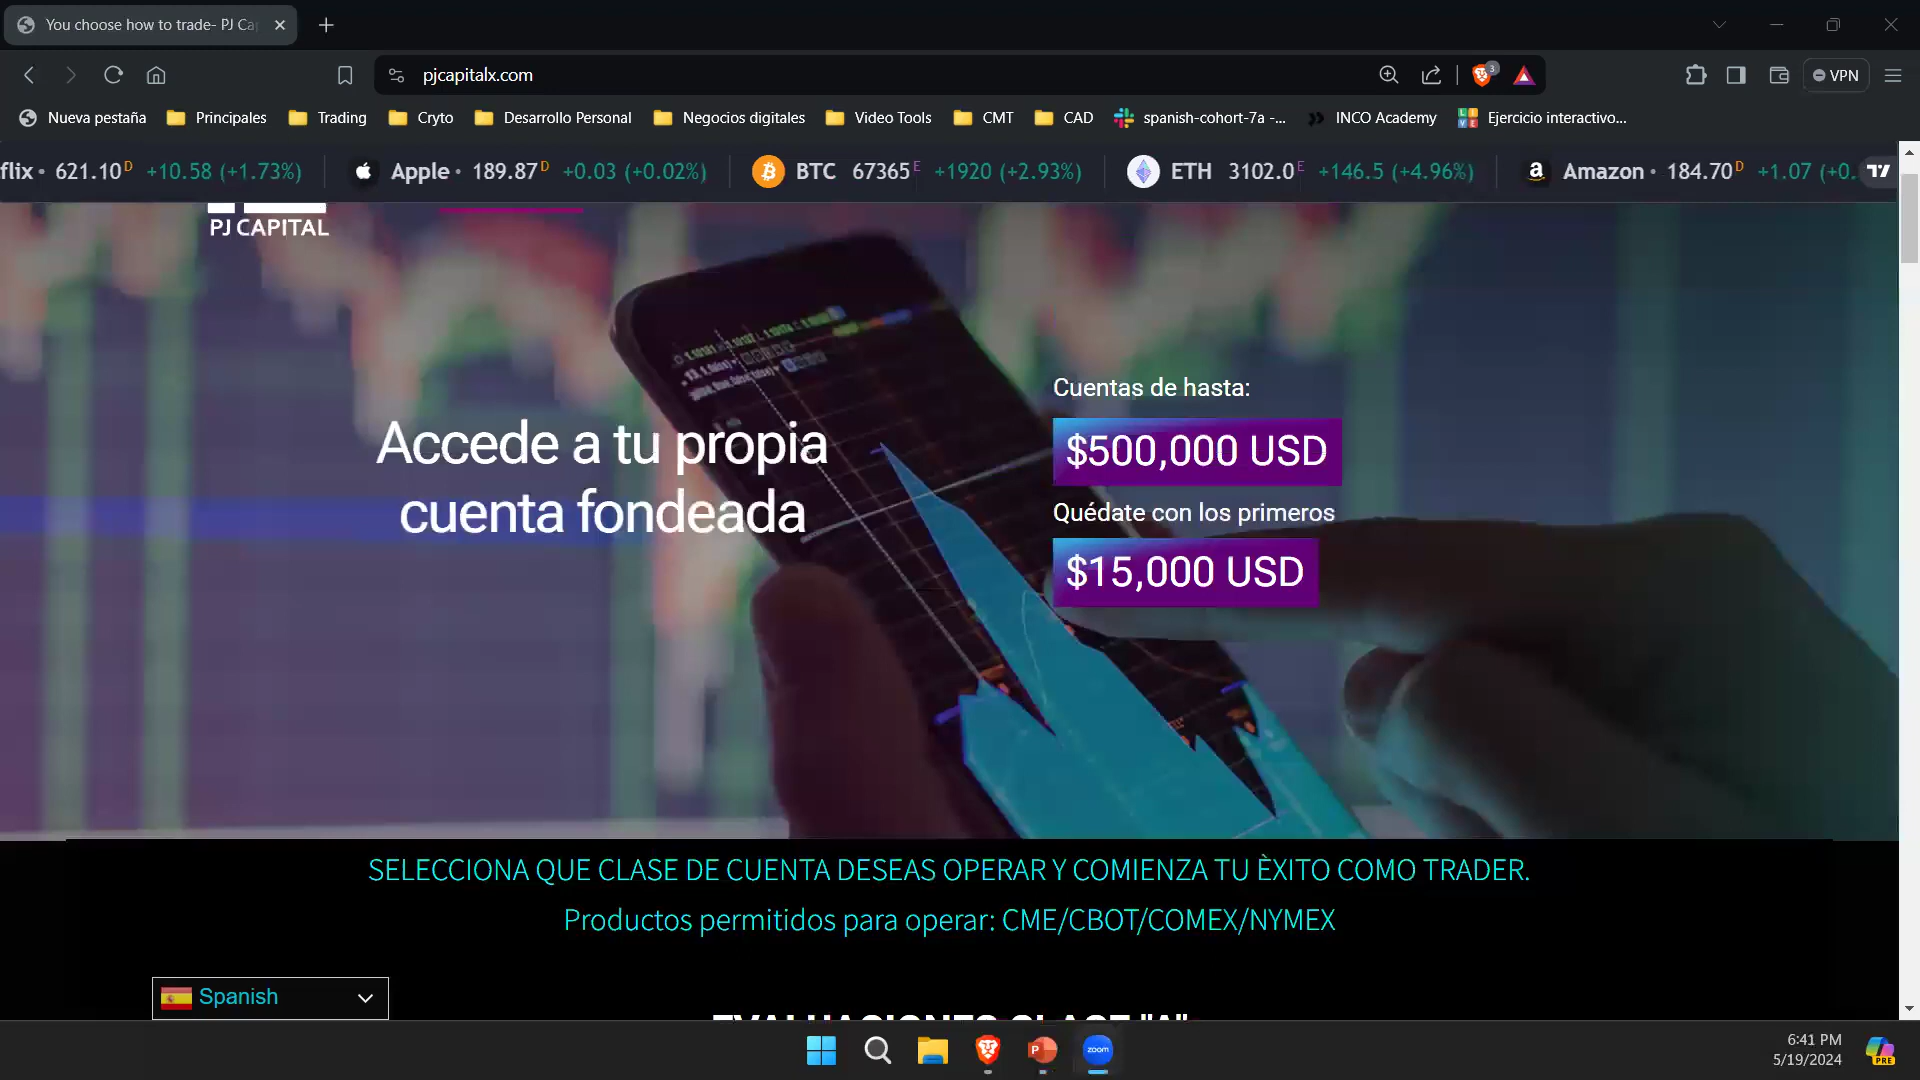 You choose how to trade- PJ Ca
pjcapitalx.com
3
VPN
Nueva pestaña
Principales
Trading
Cryto
Desarrollo Personal
Negocios digitales
Video Tools
CMT
CAD
spanish-cohort-7a -...
INCO Academy
Ejercicio interactivo...
flix • 621.10 D +10.58 (+1.73%)
Apple • 189.87 D +0.03 (+0.02%)
BTC 67365 E +1920 (+2.93%)
ETH 3102.0 E +146.5 (+4.96%)
Amazon • 184.70 D +1.07 (+0.
PJ CAPITAL
Accede a tu propia
cuenta fondeada
Cuentas de hasta:
$500,000 USD
Quédate con los primeros
$15,000 USD
SELECCIONA QUE CLASE DE CUENTA DESEAS OPERAR Y COMIENZA TU ÈXITO COMO TRADER.
Productos permitidos para operar: CME/CBOT/COMEX/NYMEX
Spanish
EVALUACIONES CLASE "A"
zoom
6:41 PM
5/19/2024
PRE